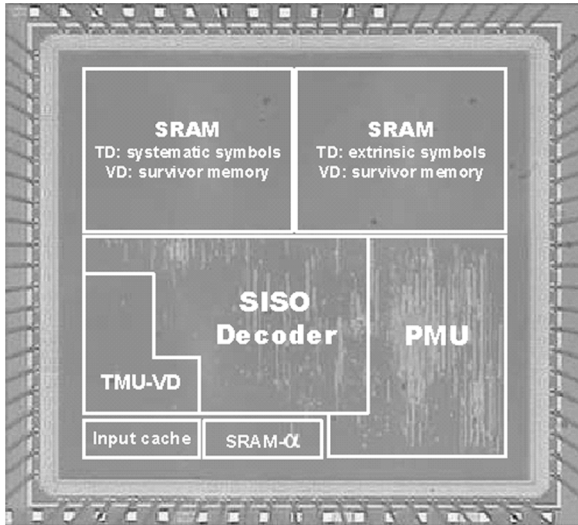 SRAM
TD: systematic symbols
VD: survivor memory
SRAM
TD: extrinsic symbols
VD: survivor memory
SISO
Decoder
PMU
TMU-VD
Input cache
SRAM-α